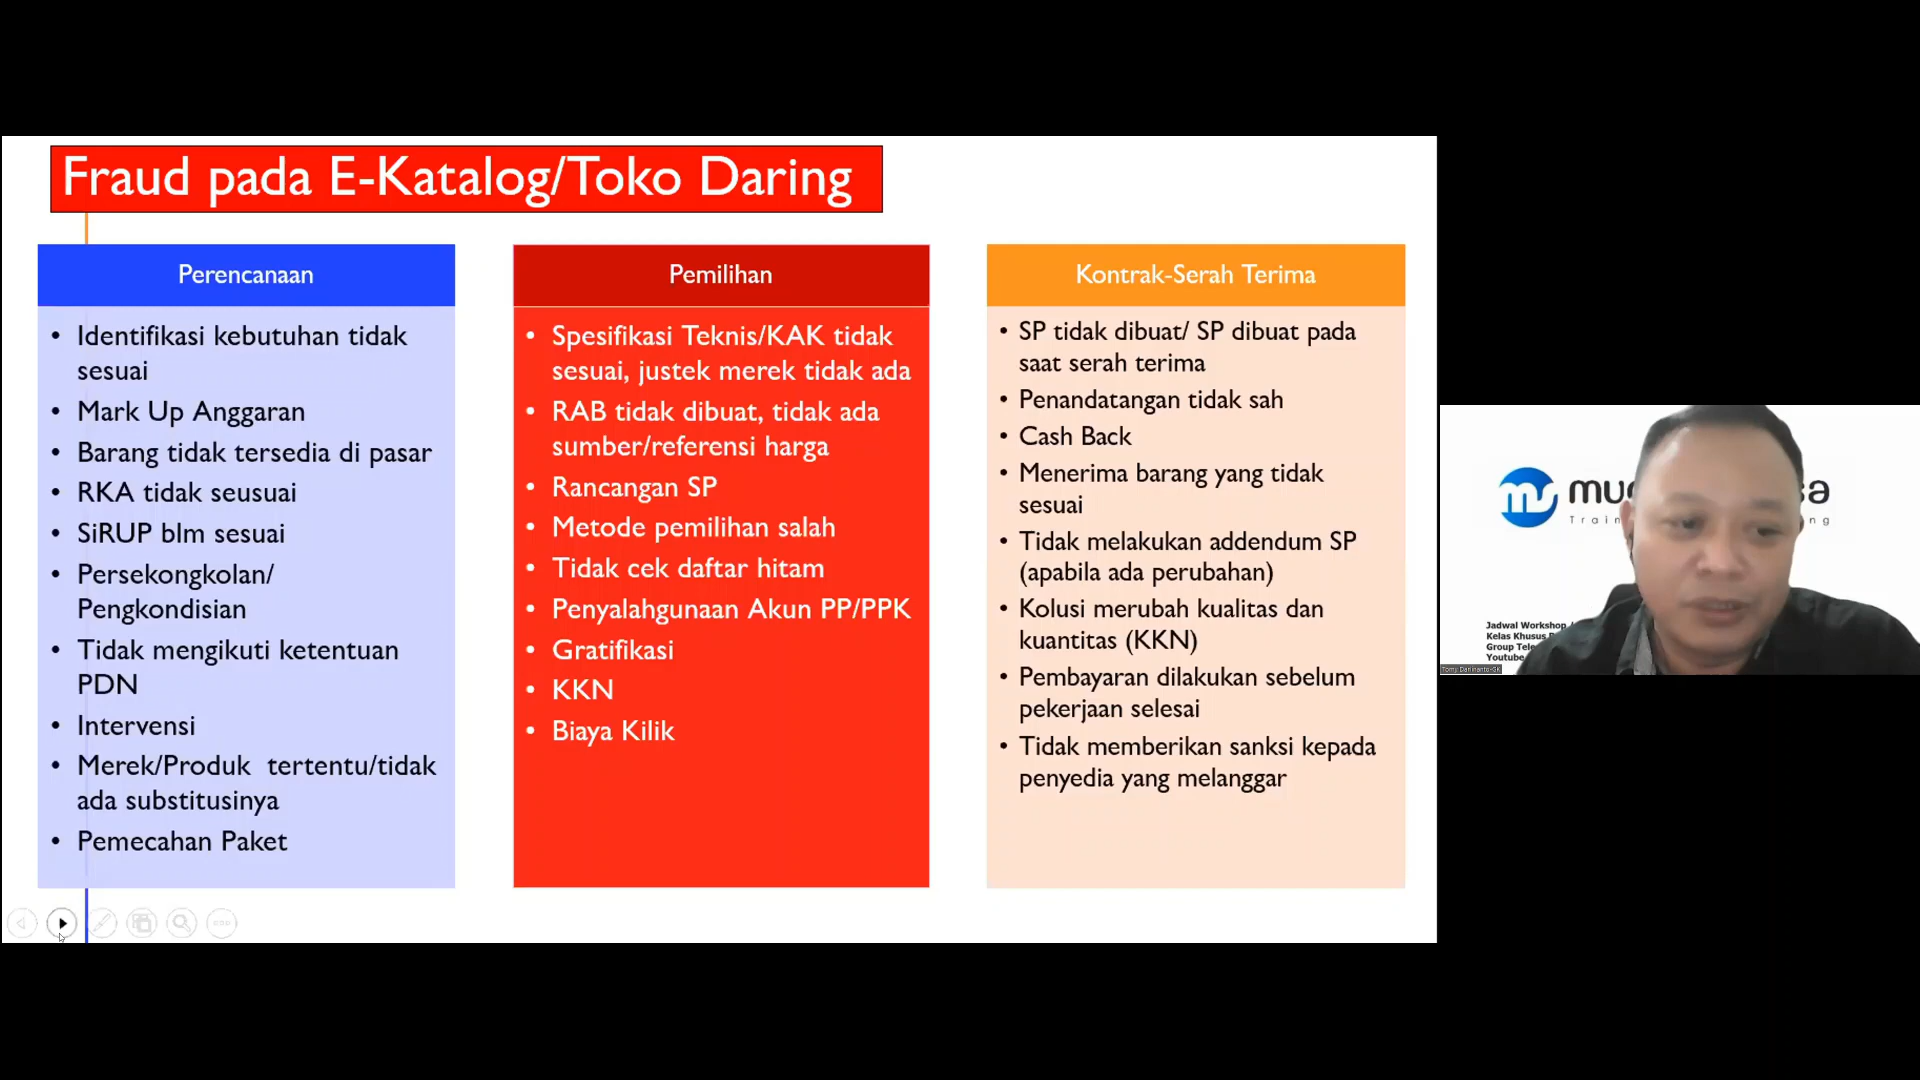 Fraud pada E-Katalog/Toko Daring
Perencanaan
• Identifikasi kebutuhan tidak
sesuai
• Mark Up Anggaran
• Barang tidak tersedia di pasar
• RKA tidak seusuai
• SiRUP blm sesuai
• Persekongkolan/
Pengkondisian
• Tidak mengikuti ketentuan
PDN
• Intervensi
• Merek/Produk tertentu/tidak
ada substitusinya
• Pemecahan Paket
Pemilihan
• Spesifikasi Teknis/KAK tidak
sesuai, justek merek tidak ada
• RAB tidak dibuat, tidak ada
sumber/referensi harga
• Rancangan SP
• Metode pemilihan salah
• Tidak cek daftar hitam
• Penyalahgunaan Akun PP/PPK
• Gratifikasi
• KKN
• Biaya Kilik
Kontrak-Serah Terima
• SP tidak dibuat/ SP dibuat pada
saat serah terima
• Penandatangan tidak sah
• Cash Back
• Menerima barang yang tidak
sesuai
• Tidak melakukan addendum SP
(apabila ada perubahan)
• Kolusi merubah kualitas dan
kuantitas (KKN)
• Pembayaran dilakukan sebelum
pekerjaan selesai
• Tidak memberikan sanksi kepada
penyedia yang melanggar
Jadwal Workshop
Kelas Khusus
Group
Youtube